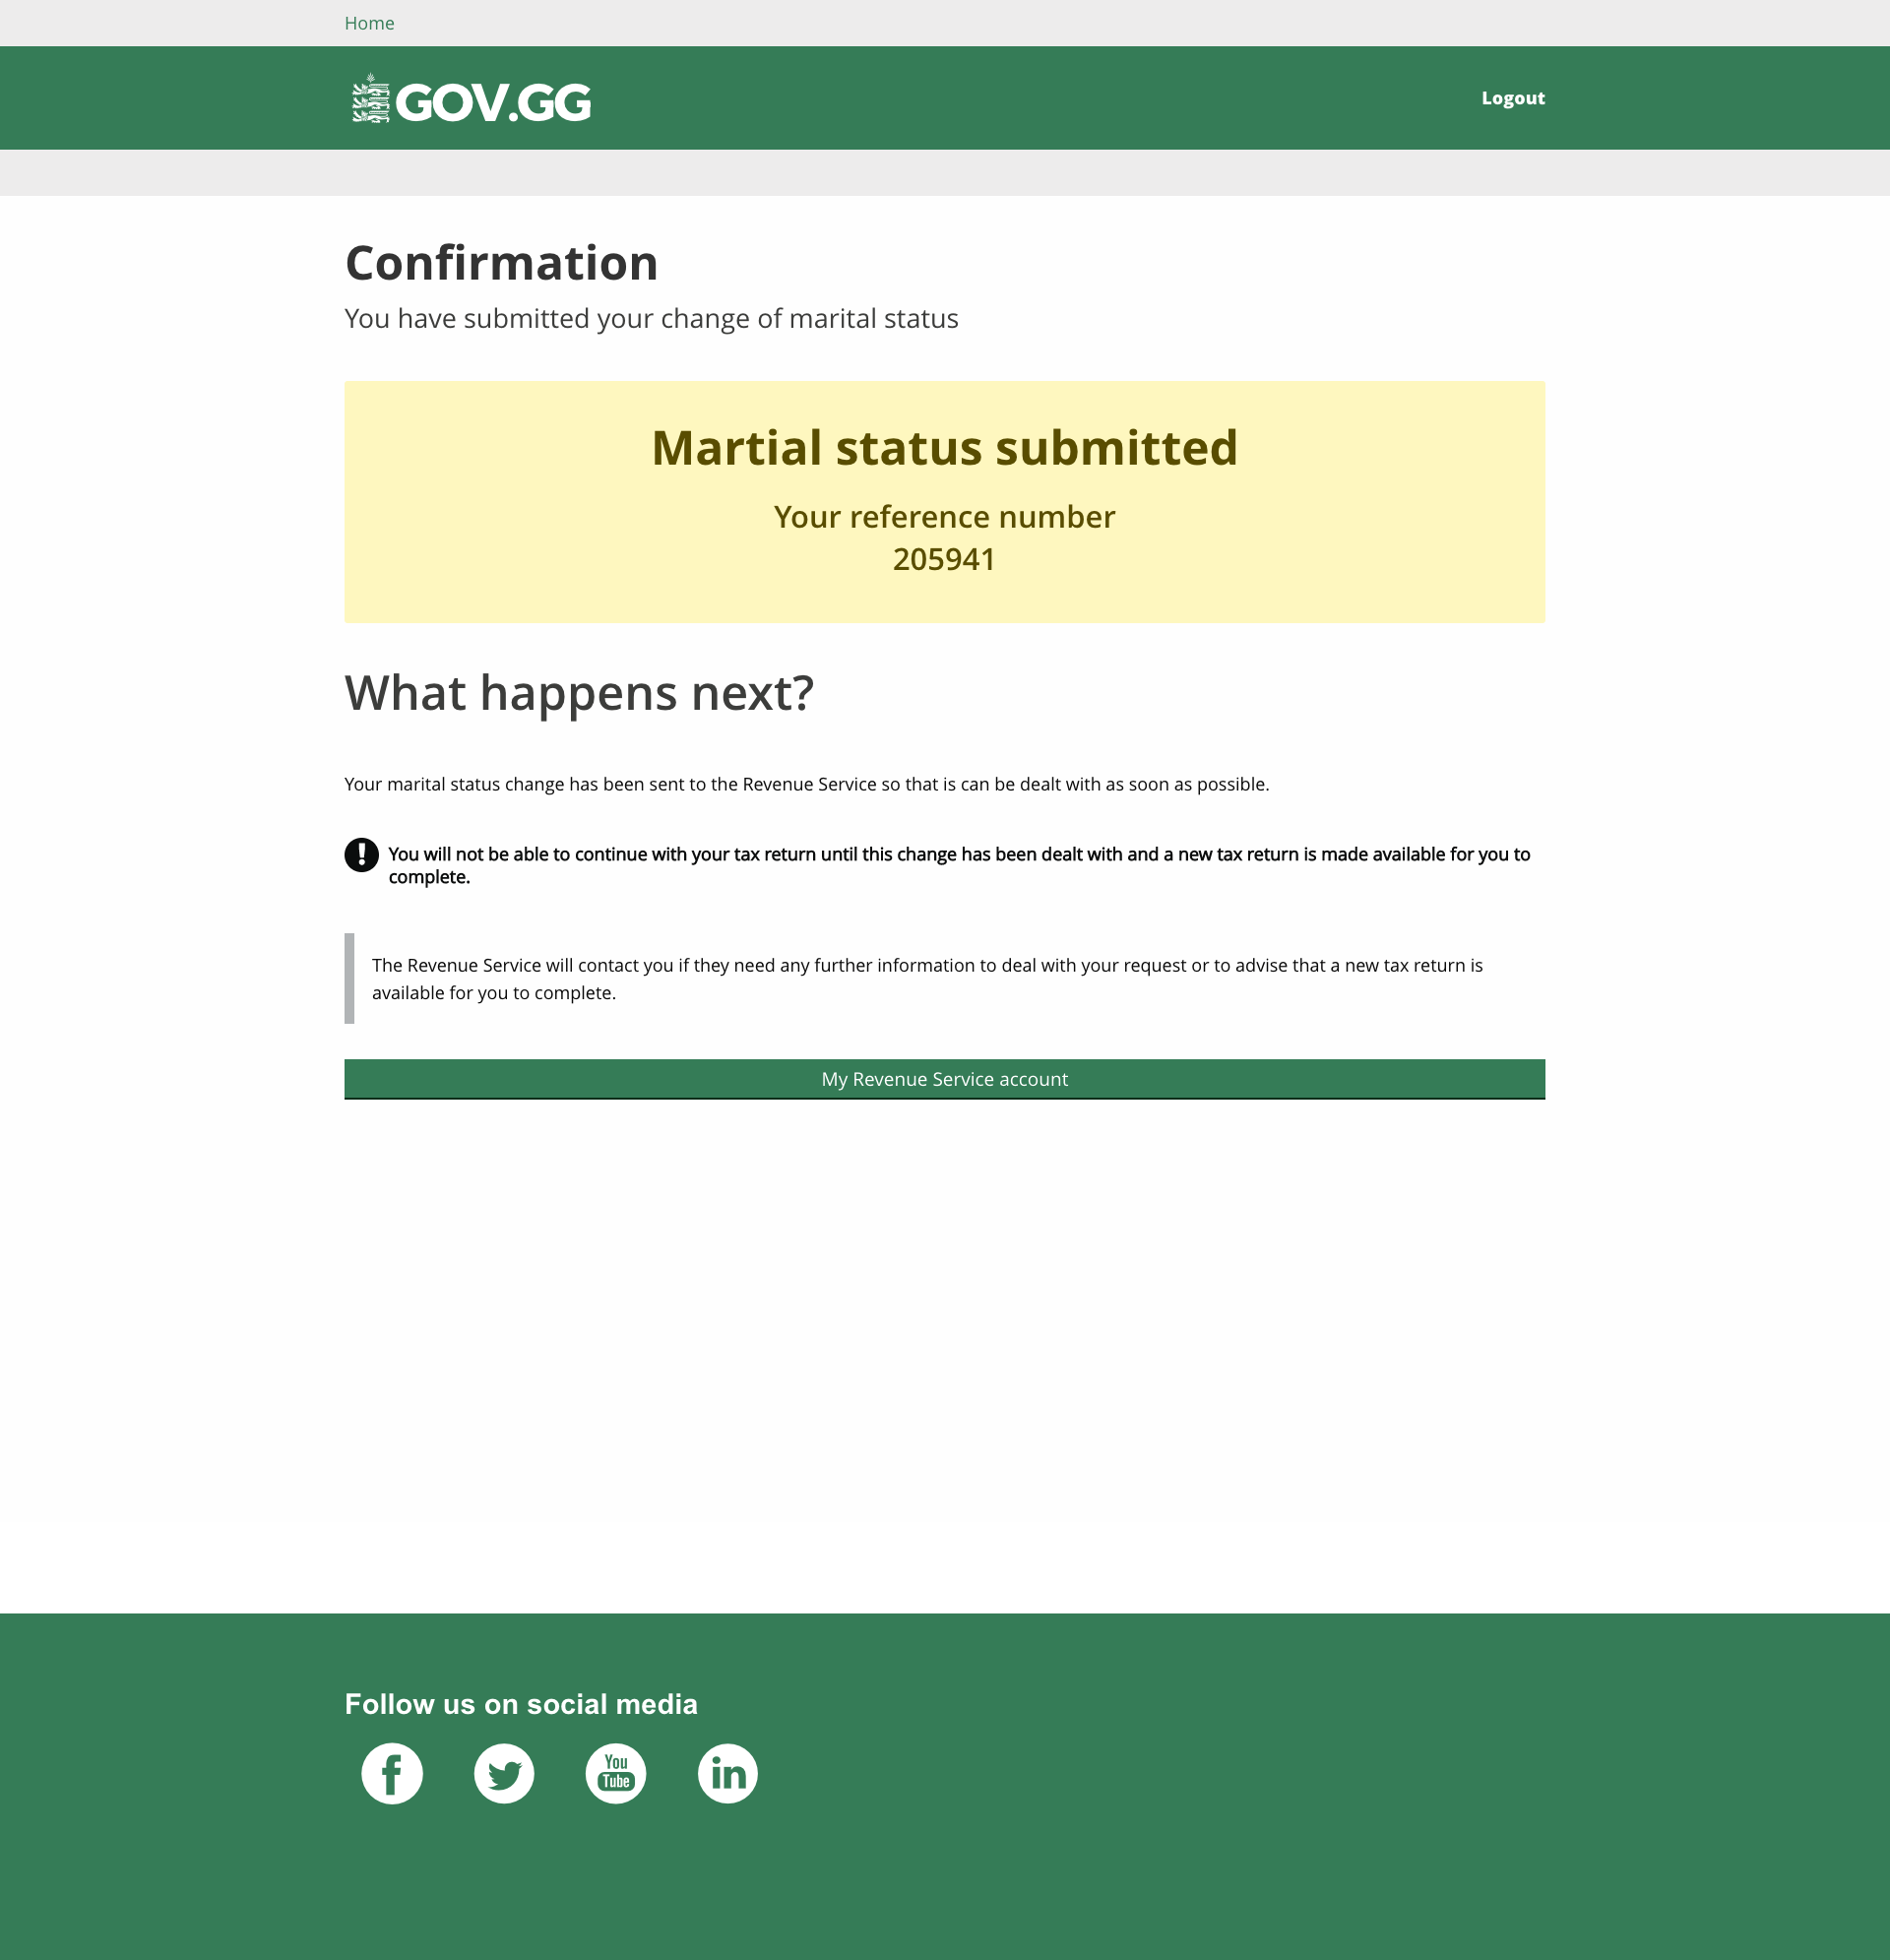 Home
GOV.GG
Logout
Confirmation
You have submitted your change of marital status
Martial status submitted
Your reference number
205941
What happens next?
Your marital status change has been sent to the Revenue Service so that is can be dealt with as soon as possible.
! You will not be able to continue with your tax return until this change has been dealt with and a new tax return is made available for you to
complete.
The Revenue Service will contact you if they need any further information to deal with your request or to advise that a new tax return is
available for you to complete.
My Revenue Service account
Follow us on social media
f
You
Tube
in